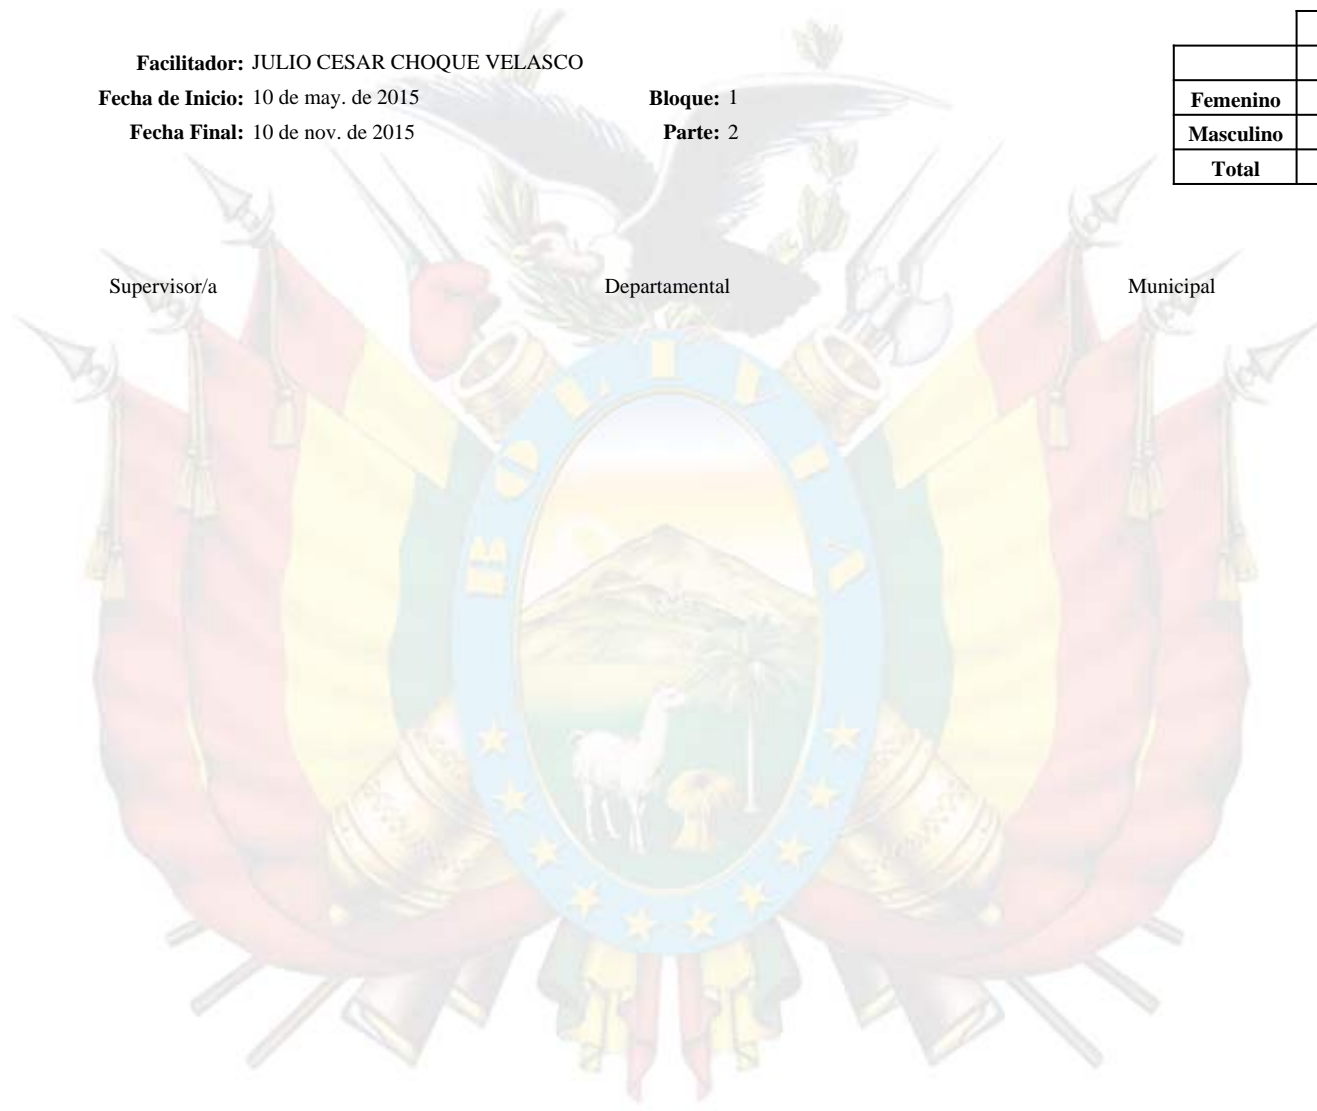 Facilitador: JULIO CESAR CHOQUE VELASCO
Fecha de Inicio: 10 de may. de 2015 Bloque: 1
Fecha Final: 10 de nov. de 2015 Parte: 2
Femenino
Masculino
Total
Supervisor/a Departamental Municipal
BOLIVIA